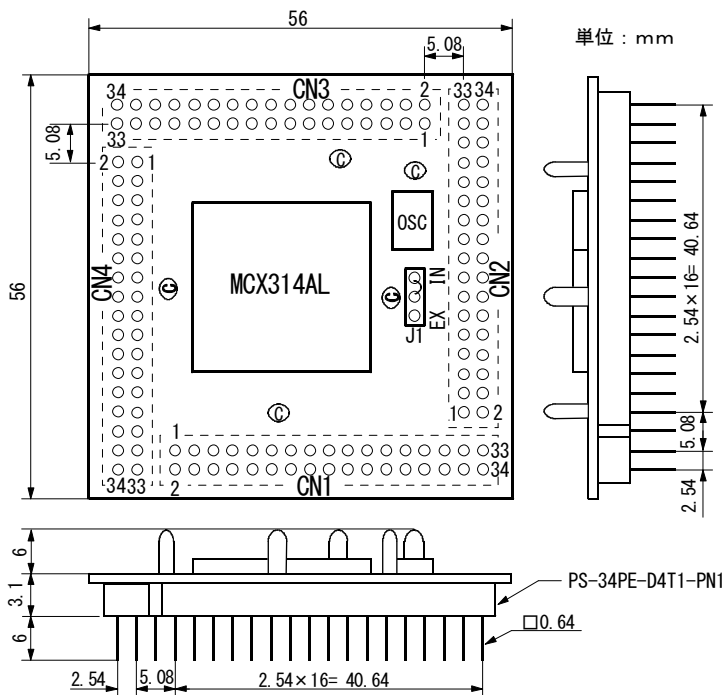 56
5.08
単位：mm
34
CN3
2
33
34
33
1
5.08
2
1
C
C
OSC
56
CN4
MCX314AL
C
C
IN
EX
J1
CN2
2.54×16= 40.64
1
2
1
33
34
33
2
CN1
34
5.08
2.54
6
3.1
6
PS-34PE-D4T1-PN1
□0.64
2.54
5.08
2.54×16= 40.64